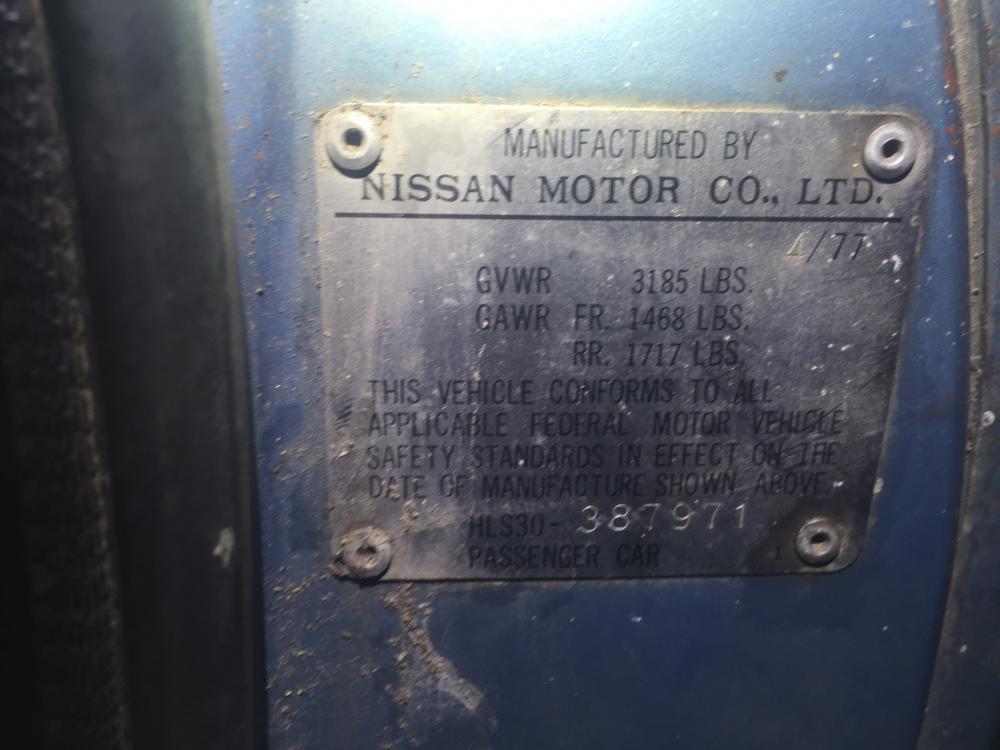 MANUFACTURED BY
NISSAN MOTOR CO., LTD.
4/77
GVWR 3185 LBS.
GAWR FR. 1468 LBS.
RR. 1717 LBS.
THIS VEHICLE CONFORMS TO ALL
APPLICABLE FEDERAL MOTOR VEHICLE
SAFETY STANDARDS IN EFFECT ON THE
DATE OF MANUFACTURE SHOWN ABOVE.
HLS30- 387971
PASSENGER CAR 1